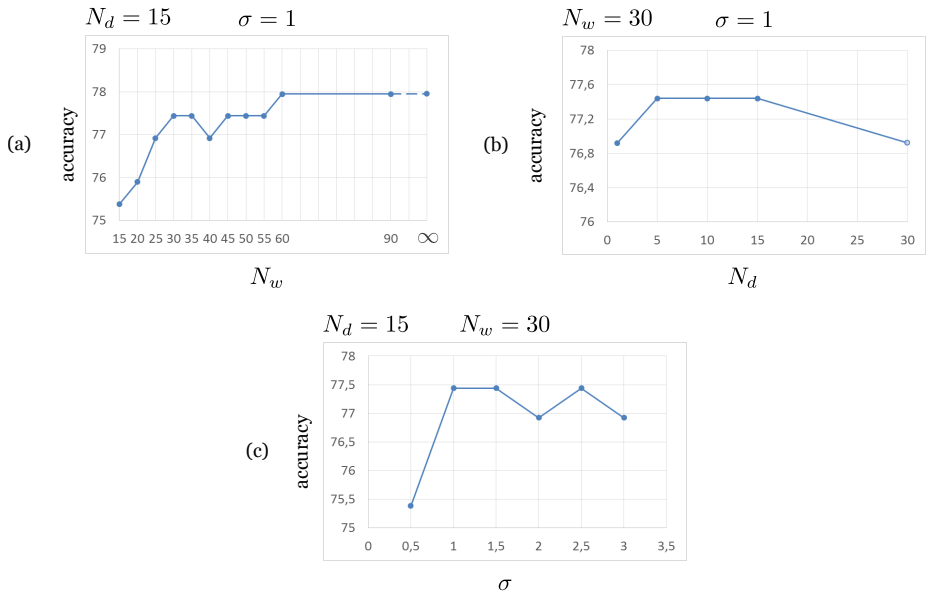 N_d = 15 σ = 1
(a)
accuracy
79
78
77
76
75
15 20 25 30 35 40 45 50 55 60 90 ∞
N_w
N_w = 30 σ = 1
(b)
accuracy
78
77,6
77,2
76,8
76,4
76
0 5 10 15 20 25 30
N_d
N_d = 15 N_w = 30
(c)
accuracy
78
77,5
77
76,5
76
75,5
75
0 0,5 1 1,5 2 2,5 3 3,5
σ